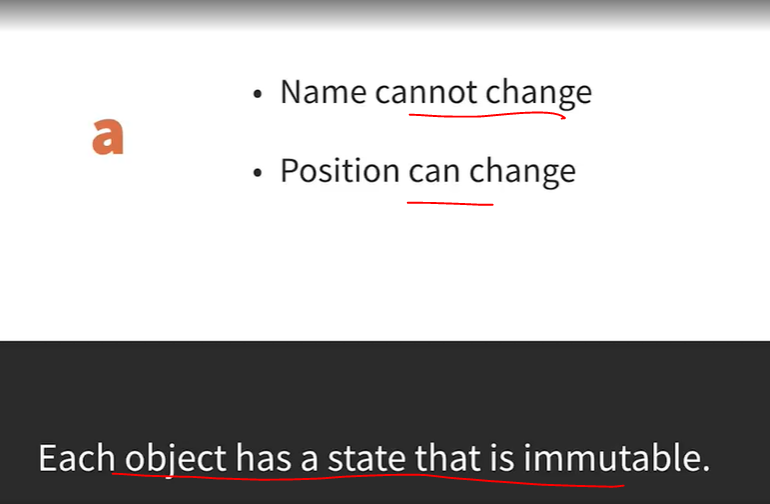 a
• Name cannot change
• Position can change
Each object has a state that is immutable.